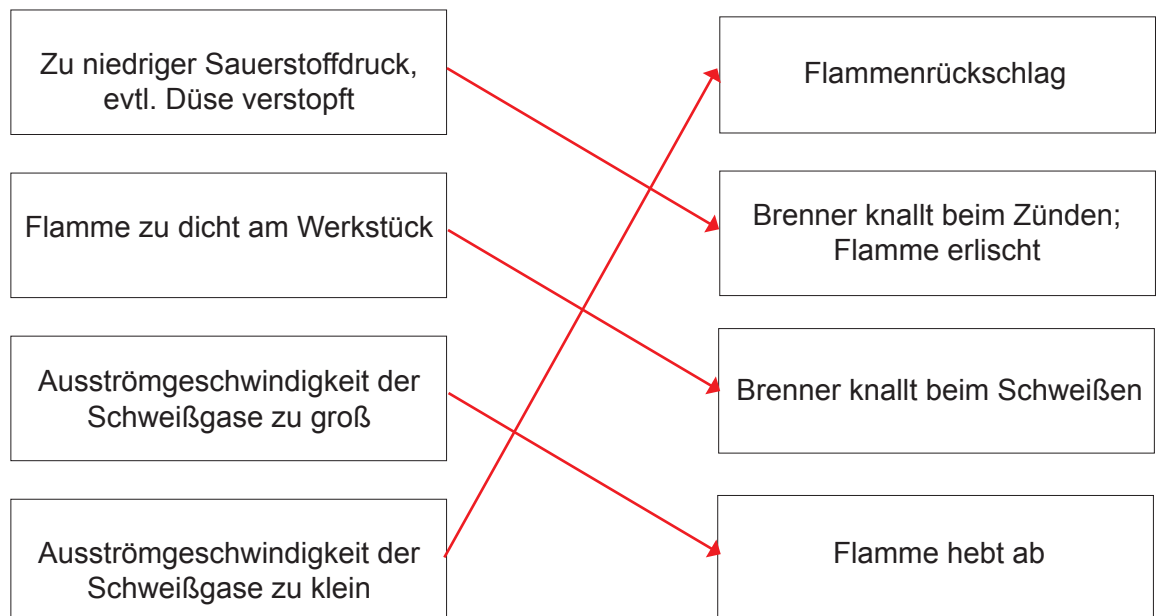 Zu niedriger Sauerstoffdruck,
evtl. Düse verstopft
Flammenrückschlag
Flamme zu dicht am Werkstück
Brenner knallt beim Zünden;
Flamme erlischt
Ausströmgeschwindigkeit der
Schweißgase zu groß
Brenner knallt beim Schweißen
Ausströmgeschwindigkeit der
Schweißgase zu klein
Flamme hebt ab